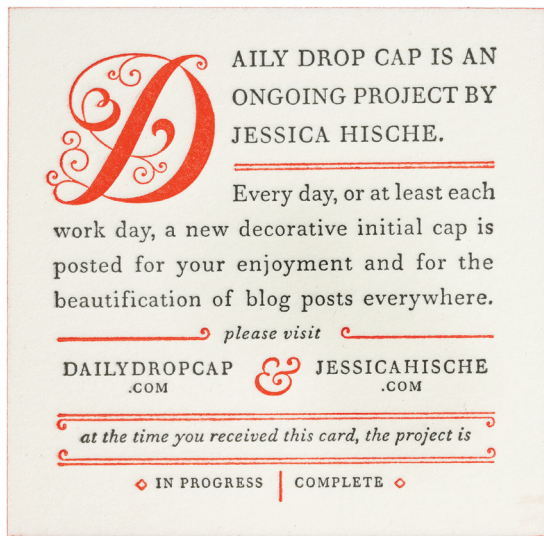 DAILY DROP CAP IS AN
ONGOING PROJECT BY
JESSICA HISCHE.
Every day, or at least each
work day, a new decorative initial cap is
posted for your enjoyment and for the
beautification of blog posts everywhere.
please visit
DAILYDROPCAP & JESSICAHISCHE
.COM .COM
at the time you received this card, the project is
IN PROGRESS | COMPLETE